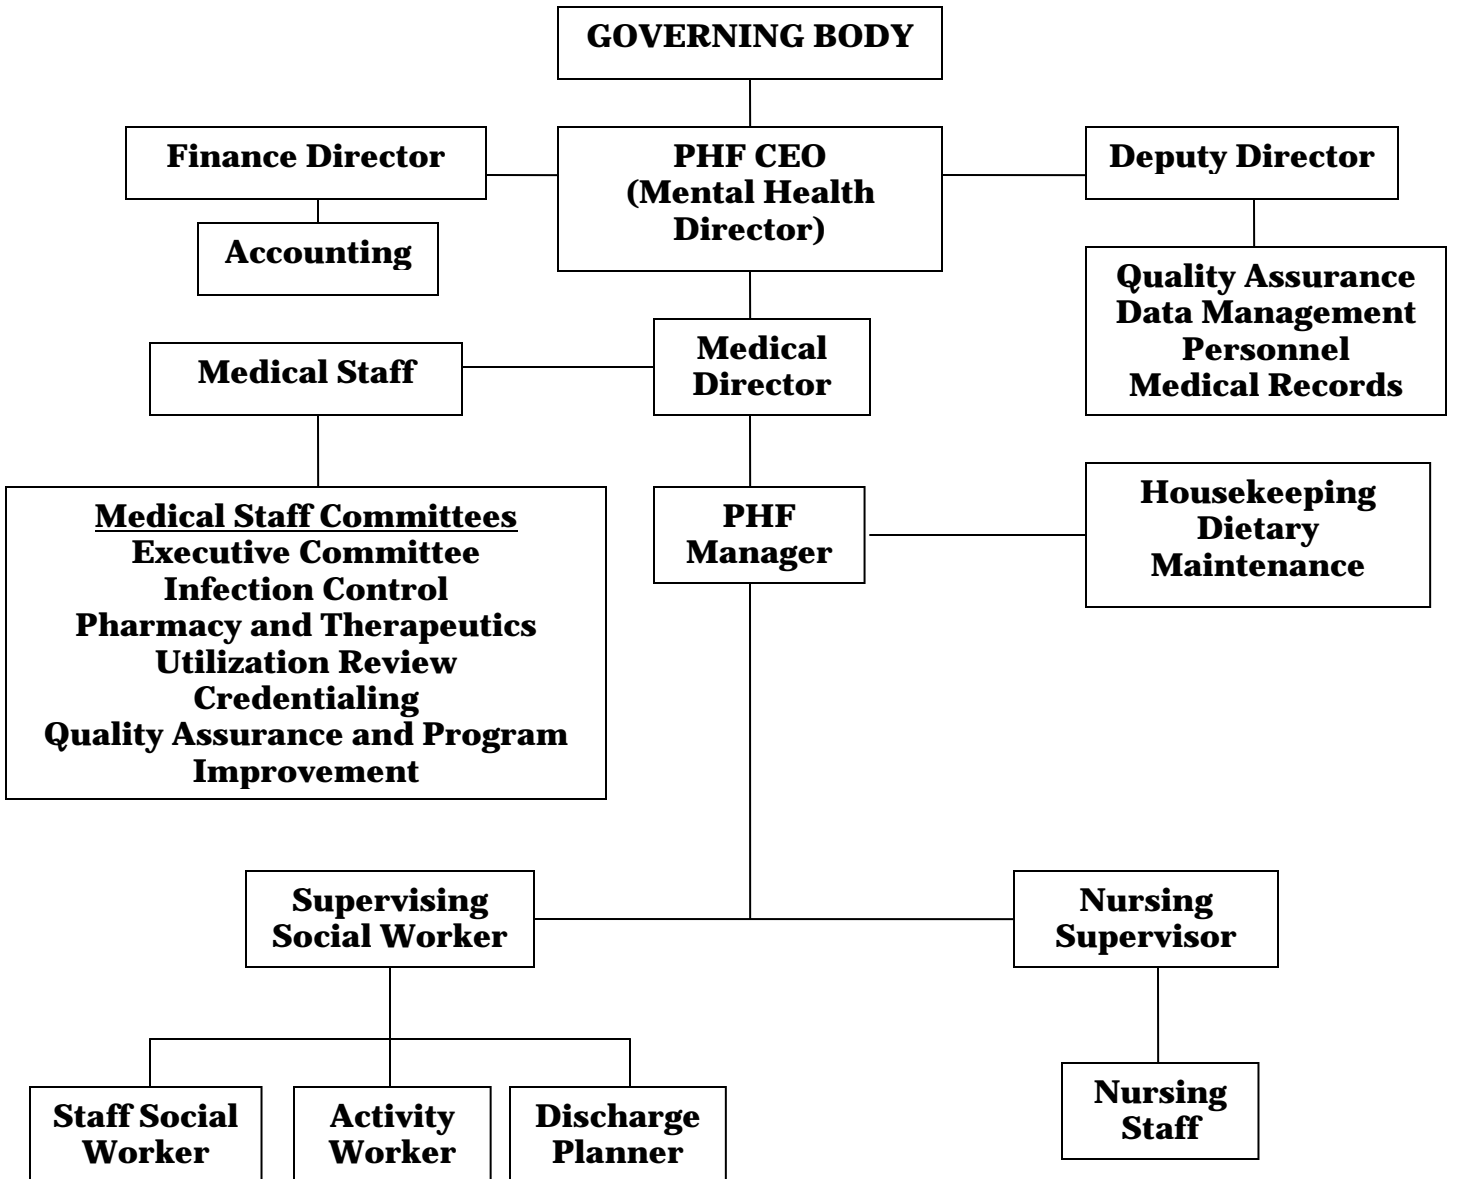 GOVERNING BODY
Finance Director
PHF CEO
(Mental Health
Director)
Deputy Director
Accounting
Quality Assurance
Data Management
Personnel
Medical Records
Medical Staff
Medical
Director
Medical Staff Committees
Executive Committee
Infection Control
Pharmacy and Therapeutics
Utilization Review
Credentialing
Quality Assurance and Program
Improvement
PHF
Manager
Housekeeping
Dietary
Maintenance
Supervising
Social Worker
Nursing
Supervisor
Staff Social
Worker
Activity
Worker
Discharge
Planner
Nursing
Staff